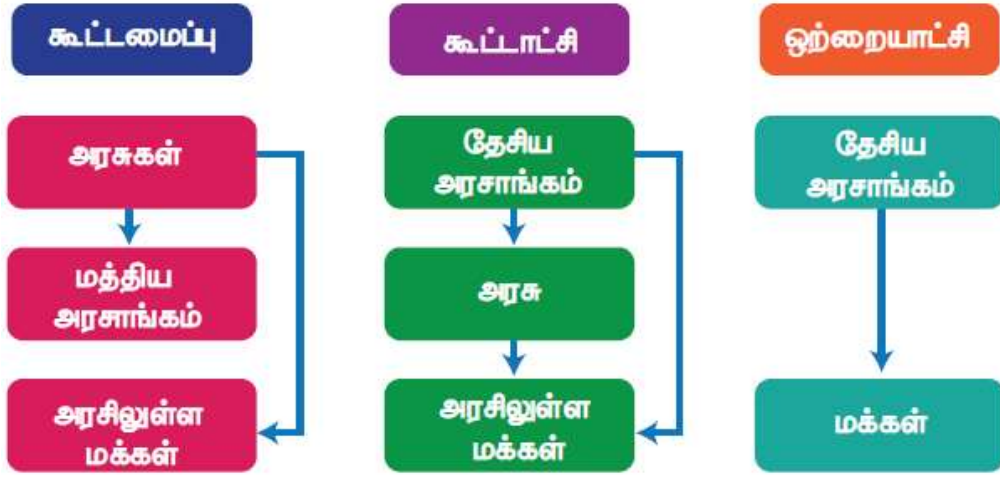 கூட்டமைப்பு
அரசுகள்
மத்திய
அரசாங்கம்
அரசிலுள்ள
மக்கள்
கூட்டாட்சி
தேசிய
அரசாங்கம்
அரசு
அரசிலுள்ள
மக்கள்
ஒற்றையாட்சி
தேசிய
அரசாங்கம்
மக்கள்